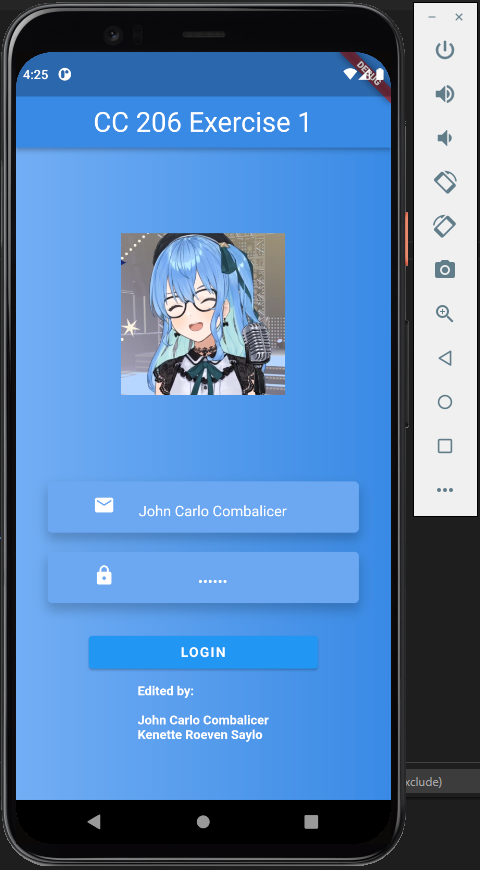 4:25
DEBUG
CC 206 Exercise 1
John Carlo Combalicer
••••••
LOGIN
Edited by:
John Carlo Combalicer
Kenette Roeven Saylo
xclude)